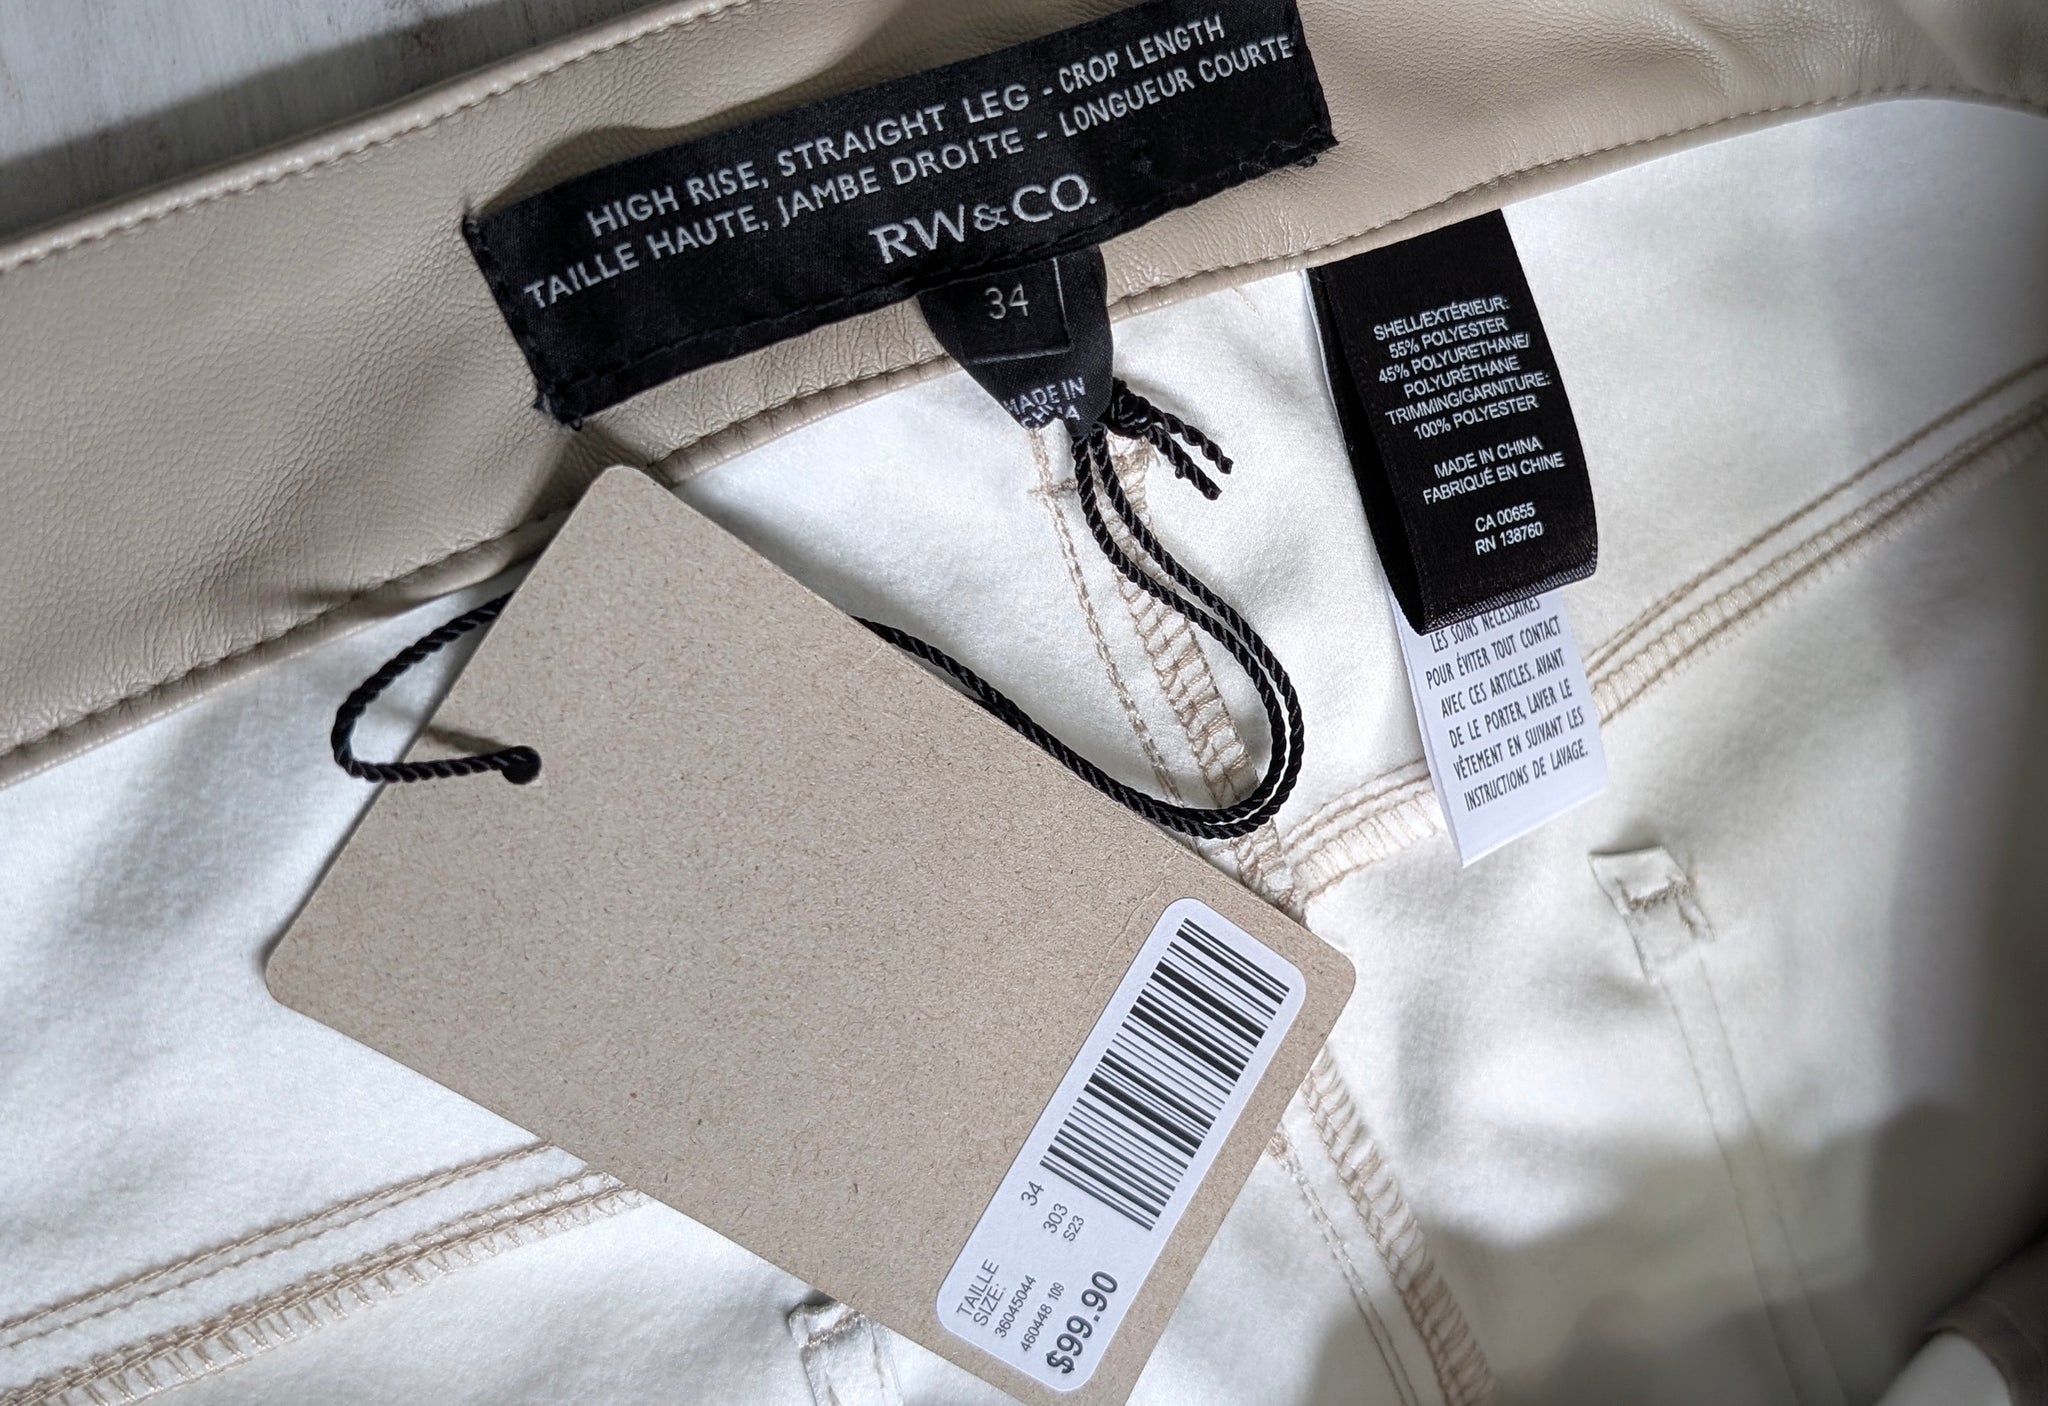 HIGH RISE, STRAIGHT LEG - CROP LENGTH
TAILLE HAUTE, JAMBE DROITE - LONGUEUR COURTE
RW&CO.
34
MADE IN
CHINA
SHELL/EXTÉRIEUR:
55% POLYESTER
45% POLYURETHANE/
POLYURÉTHANE
TRIMMING/GARNITURE:
100% POLYESTER
MADE IN CHINA
FABRIQUÉ EN CHINE
CA 00655
RN 138760
LES SOINS NÉCESSAIRES
POUR ÉVITER TOUT CONTACT
AVEC CES ARTICLES. AVANT
DE LE PORTER, LAVER LE
VÊTEMENT EN SUIVANT LES
INSTRUCTIONS DE LAVAGE.
TAILLE 34
SIZE:
36045044 303
460448 109 S23
$99.90